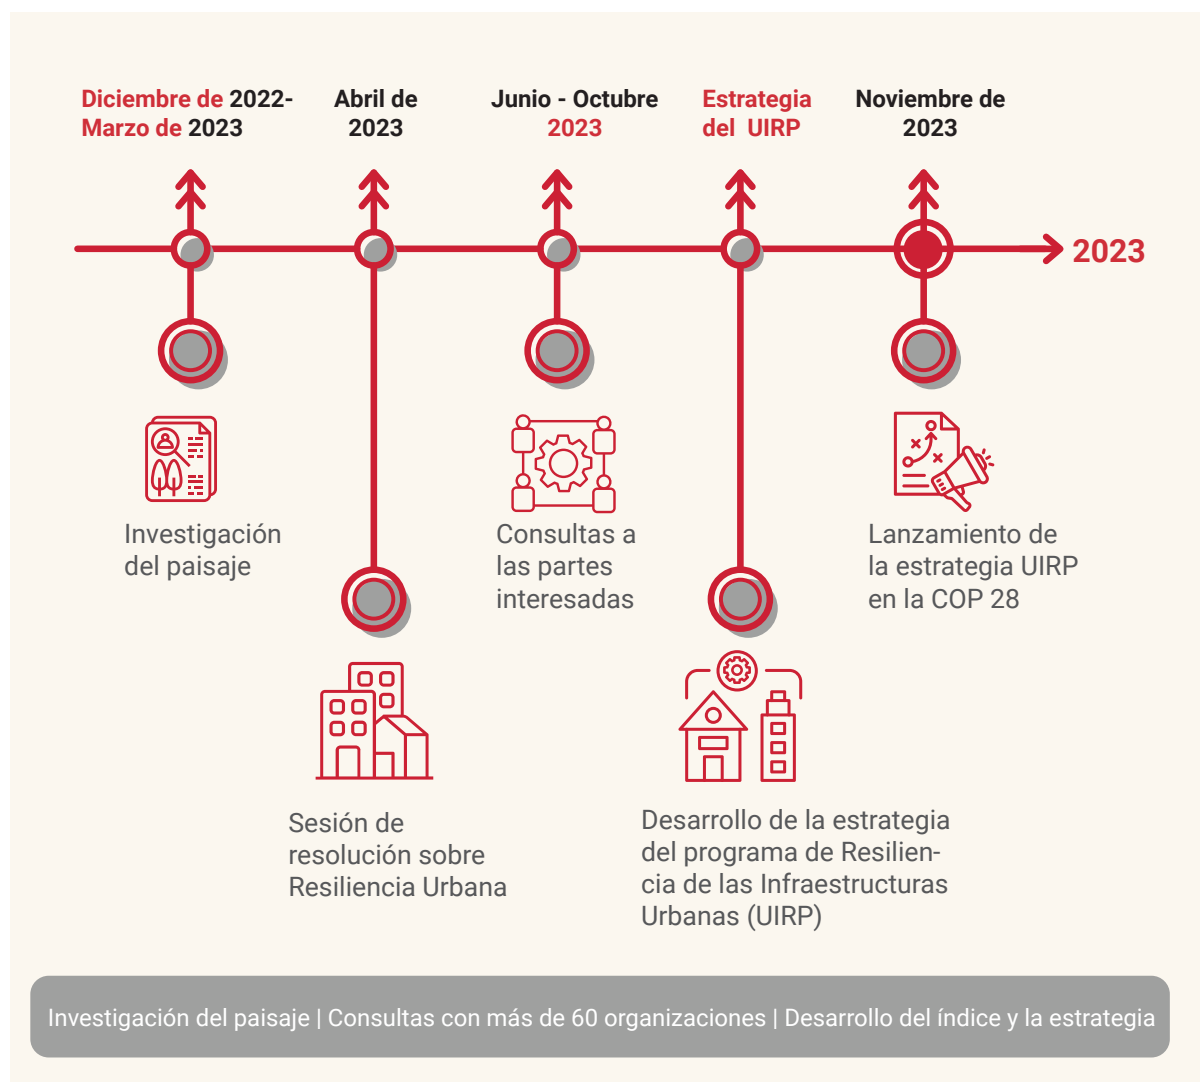 Diciembre de 2022-
Marzo de 2023
Abril de
2023
Junio - Octubre
2023
Estrategia
del UIRP
Noviembre de
2023
2023
Investigación
del paisaje
Consultas a
las partes
interesadas
Lanzamiento de
la estrategia UIRP
en la COP 28
Sesión de
resolución sobre
Resiliencia Urbana
Desarrollo de la estrategia
del programa de Resilien-
cia de las Infraestructuras
Urbanas (UIRP)
Investigación del paisaje | Consultas con más de 60 organizaciones | Desarrollo del índice y la estrategia